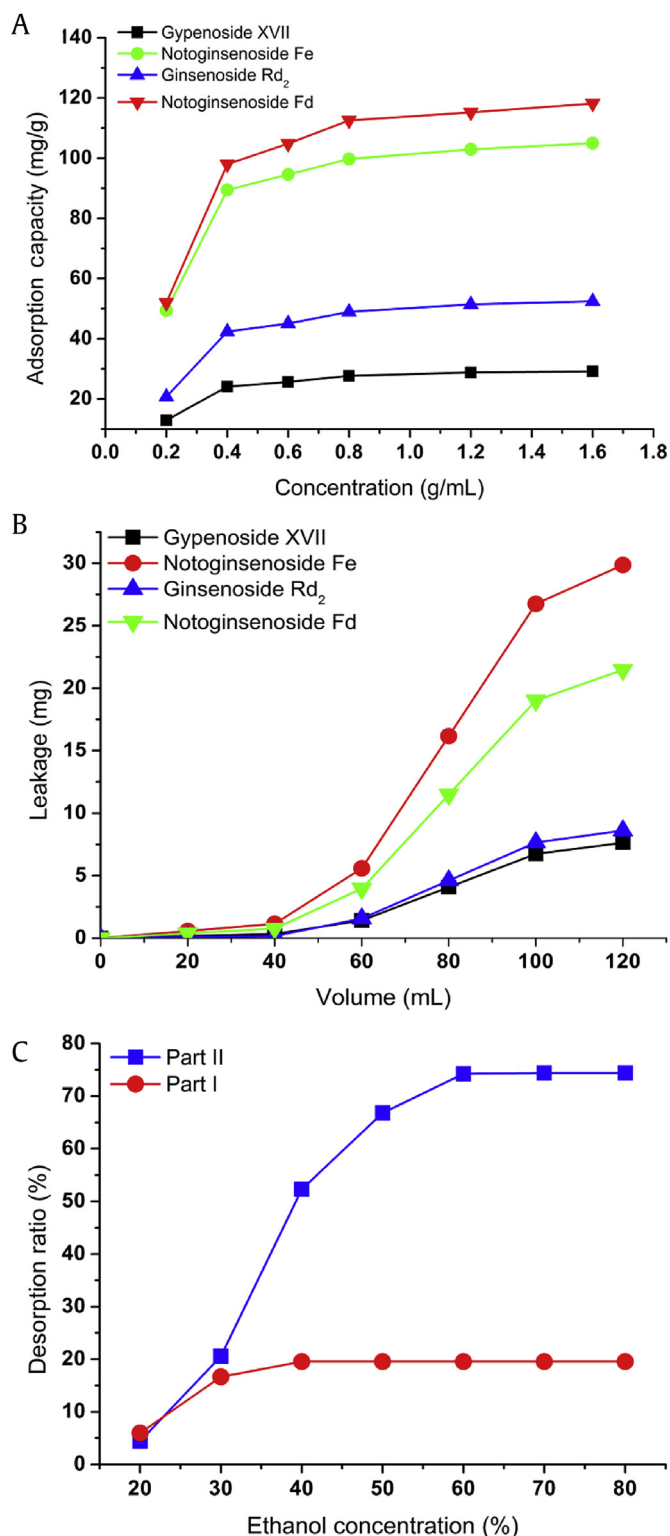 A
Gypenoside XVII
Notoginsenoside Fe
Ginsenoside Rd₂
Notoginsenoside Fd
140
120
100
80
60
40
20
Adsorption capacity (mg/g)
0.0 0.2 0.4 0.6 0.8 1.0 1.2 1.4 1.6 1.8
Concentration (g/mL)
B
Gypenoside XVII
Notoginsenoside Fe
Ginsenoside Rd₂
Notoginsenoside Fd
30
25
20
15
10
5
0
Leakage (mg)
0 20 40 60 80 100 120
Volume (mL)
C
Part II
Part I
80
70
60
50
40
30
20
10
0
Desorption ratio (%)
20 30 40 50 60 70 80
Ethanol concentration (%)